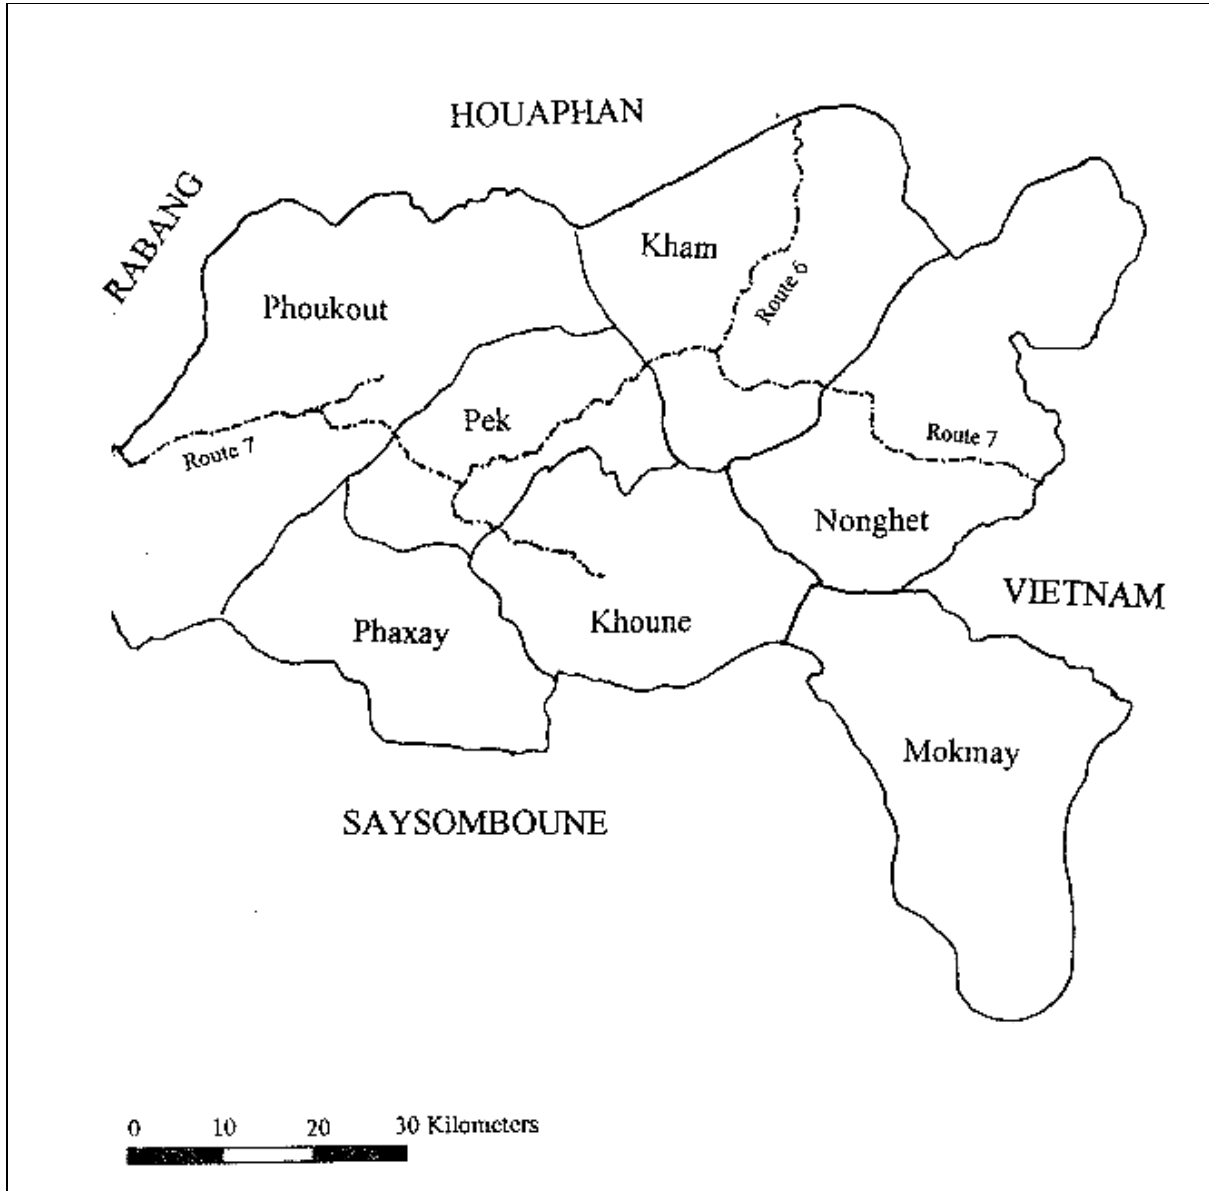 HOUAPHAN
RABANG
Kham
Route 6
Phoukout
Pek
Route 7
Route 7
Nonghet
VIETNAM
Khoune
Phaxay
Mokmay
SAYSOMBOUNE
0 10 20 30 Kilometers